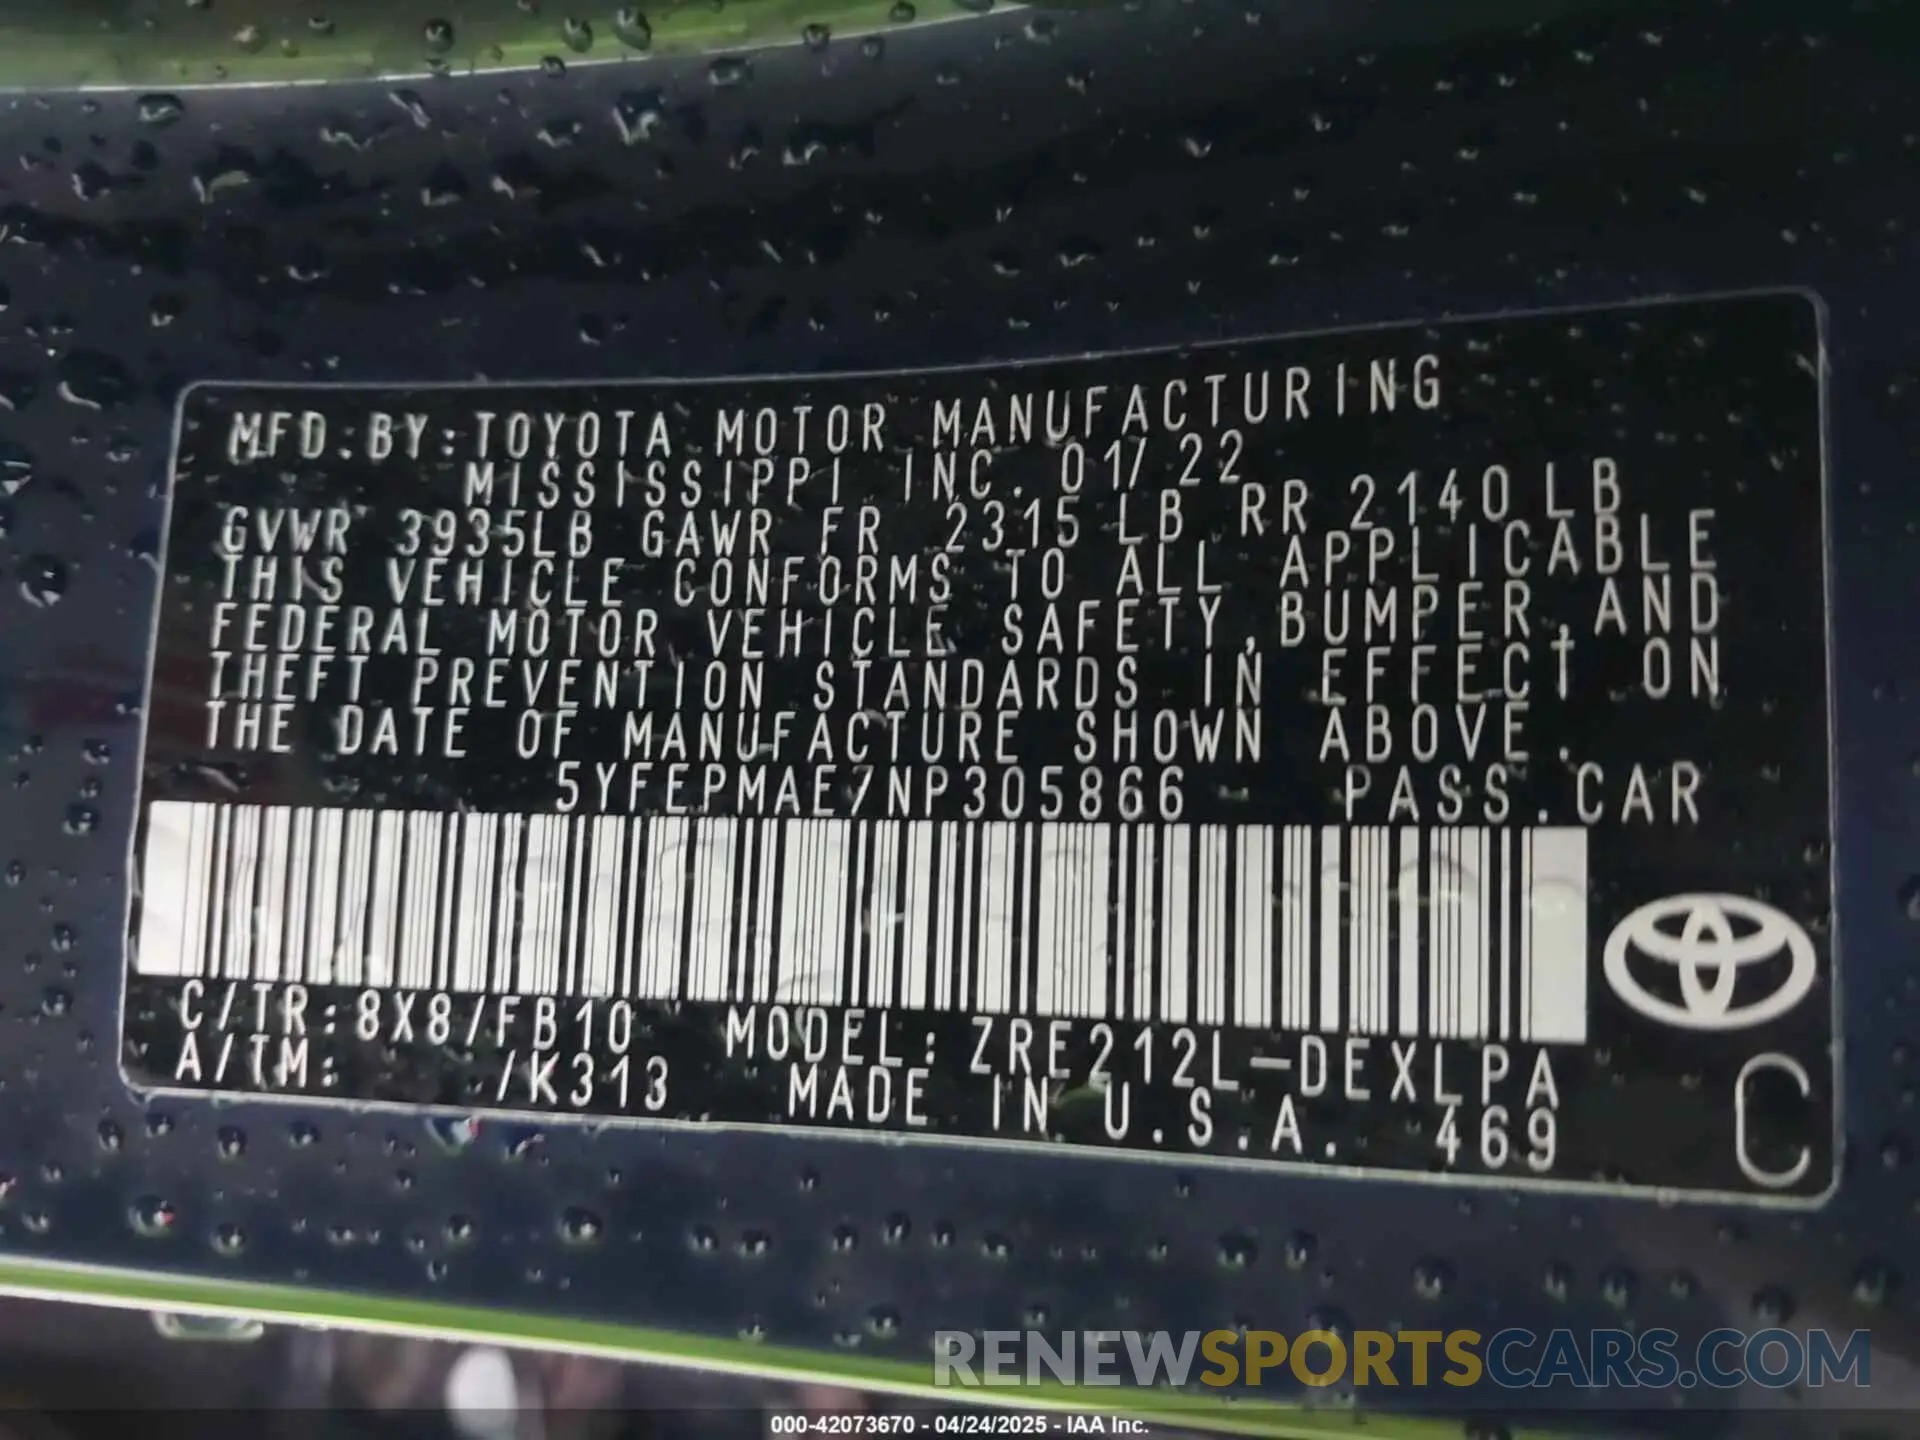 MFD.BY:TOYOTA MOTOR MANUFACTURING
MISSISSIPPI INC. 01/22
GVWR 3935LB GAWR FR 2315LB RR 2140LB
THIS VEHICLE CONFORMS TO ALL APPLICABLE
FEDERAL MOTOR VEHICLE SAFETY,BUMPER,AND
THEFT PREVENTION STANDARDS IN EFFECT ON
THE DATE OF MANUFACTURE SHOWN ABOVE.
5YFEPMAE7NP305866 PASS.CAR
C/TR:8X8/FB10 MODEL:ZRE212L-DEXLPA
A/TM: /K313 MADE IN U.S.A. 469
C
RENEWSPORTSCARS.COM
000-42073670 - 04/24/2025 - IAA Inc.